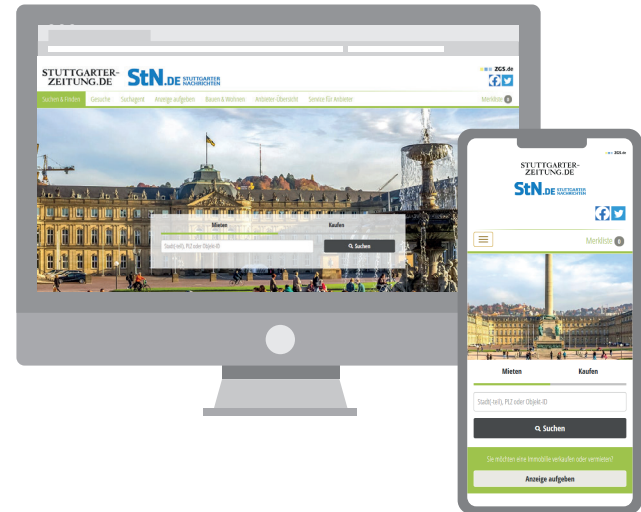 STUTTGARTER-
ZEITUNG.DE
StN.DE STUTTGARTER
NACHRICHTEN
ZGS.de
Suchen & Finden Gesuche Suchagent Anzeige aufgeben Bauen & Wohnen Anbieter-Übersicht Service für Anbieter Merkliste 0
Mieten Kaufen
Stadt(-teil), PLZ oder Objekt-ID Suchen
ZGS.de
STUTTGARTER-
ZEITUNG.DE
StN.DE STUTTGARTER
NACHRICHTEN
Merkliste 0
Mieten Kaufen
Stadt(-teil), PLZ oder Objekt-ID
Suchen
Sie möchten eine Immobilie verkaufen oder vermieten?
Anzeige aufgeben